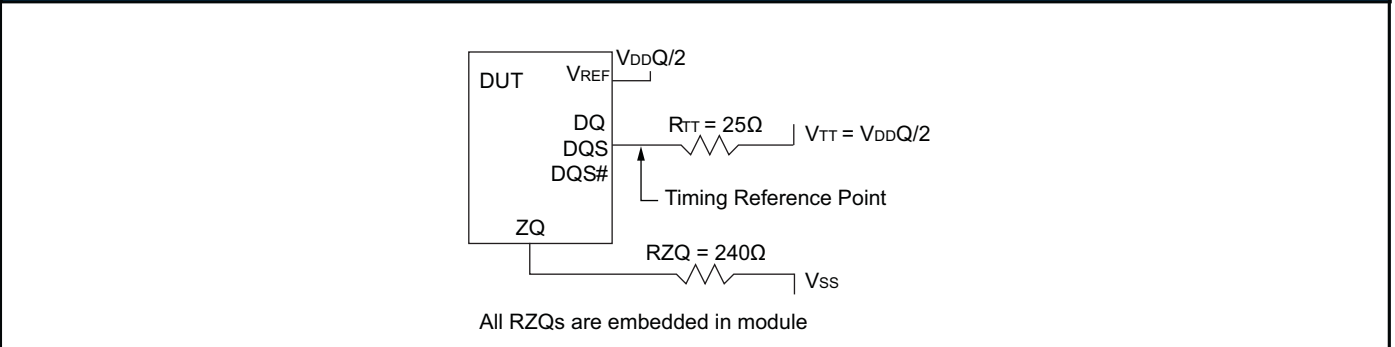 VDDQ/2
DUT
VREF
DQ
RTT = 25Ω
VTT = VDDQ/2
DQS
DQS#
Timing Reference Point
ZQ
RZQ = 240Ω
VSS
All RZQs are embedded in module